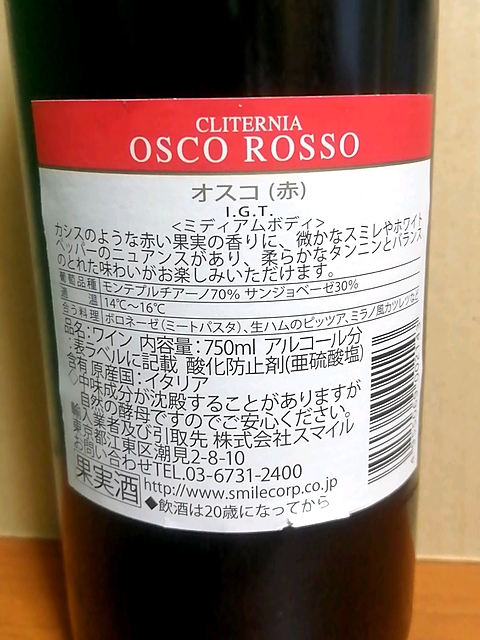 CLITERNIA
OSCO ROSSO
オスコ (赤)
I.G.T.
<ミディアムボディ>
カシスのような赤い果実の香りに、微かなスミレやホワイト
ペッパーのニュアンスがあり、柔らかなタンニンとバランス
のとれた味わいがお楽しみいただけます。
葡萄品種 モンテプルチアーノ70% サンジョベーゼ30%
適温 14℃〜16℃
合う料理 ボロネーゼ(ミートパスタ)、生ハムのピッツァ、ミラノ風カツレツなど
品名:ワイン 内容量:750ml アルコール分
:表ラベルに記載 酸化防止剤(亜硫酸塩)
含有 原産国:イタリア
◇中味成分が沈殿することがありますが
自然の酵母ですのでご安心ください。
輸入業者及び引取先 株式会社スマイル
東京都江東区潮見2-8-10
お問い合わせTEL.03-6731-2400
果実酒 http://www.smilecorp.co.jp
◆飲酒は20歳になってから